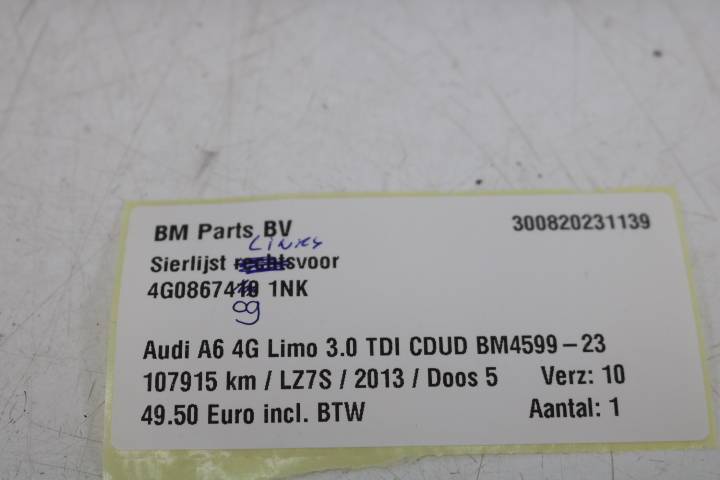 BM Parts BV
300820231139
Links
Sierlijst rechtsvoor
4G0867410 1NK
09
Audi A6 4G Limo 3.0 TDI CDUD BM4599-23
107915 km / LZ7S / 2013 / Doos 5 Verz: 10
49.50 Euro incl. BTW Aantal: 1